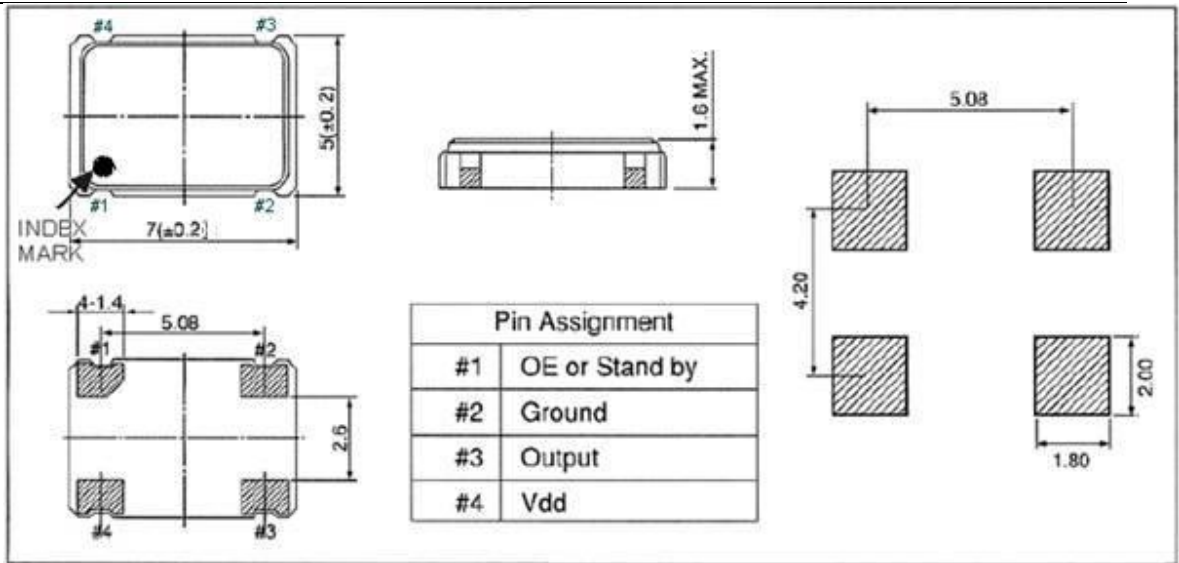 #4 #3
5(±0.2)
#1 #2
INDEX
MARK
7(±0.2)
1.6 MAX.
5.08
4.20
2.00
1.80
4-1.4
5.08
#1 #2
2.6
#4 #3
Pin Assignment
#1 OE or Stand by
#2 Ground
#3 Output
#4 Vdd